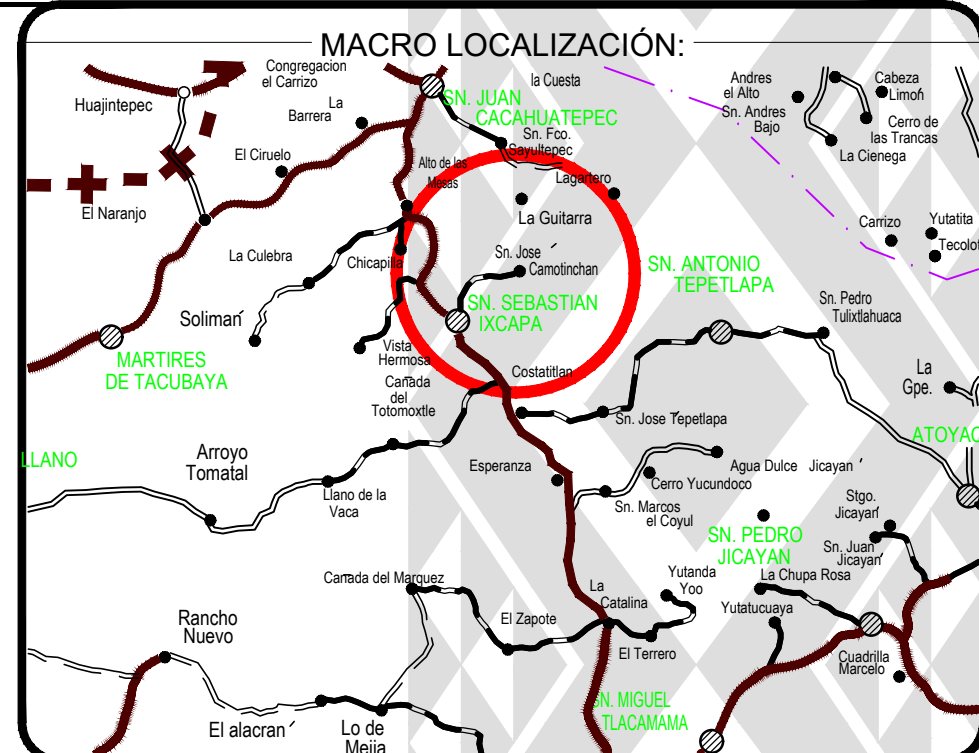 MACRO LOCALIZACIÓN:
Congregacion
el Carrizo
Huajintepec
La
Barrera
la Cuesta
SN. JUAN
CACAHUATEPEC
Andres
el Alto
Sn. Andres
Bajo
Cabeza
Limon
Cerro de
las Trancas
La Cienega
Sn. Fco.
Sayultepec
El Ciruelo
Alto de las
Mesas
Lagartero
El Naranjo
La Guitarra
Carrizo
Yutatita
Tecolot
La Culebra
Chicapilla
Sn. Jose
Camotinchan
SN. ANTONIO
TEPETLAPA
SN. SEBASTIAN
IXCAPA
Sn. Pedro
Tulixtlahuaca
Soliman
MARTIRES
DE TACUBAYA
Vista
Hermosa
Canada
del
Totomoxtle
Costatitlan
La
Gpe.
Sn. Jose Tepetlapa
ATOYAC
LLANO
Arroyo
Tomatal
Esperanza
Agua Dulce
Jicayan
Cerro Yucundoco
Llano de la
Vaca
Sn. Marcos
el Coyul
Stgo.
Jicayan
SN. PEDRO
JICAYAN
Sn. Juan
Jicayan
Canada del Marquez
La
Catalina
Yutanda
Yoo
La Chupa Rosa
Yutatucuaya
Rancho
Nuevo
El Zapote
El Terrero
Cuadrilla
Marcelo
El alacran
Lo de
Mejia
SN. MIGUEL
TLACAMAMA